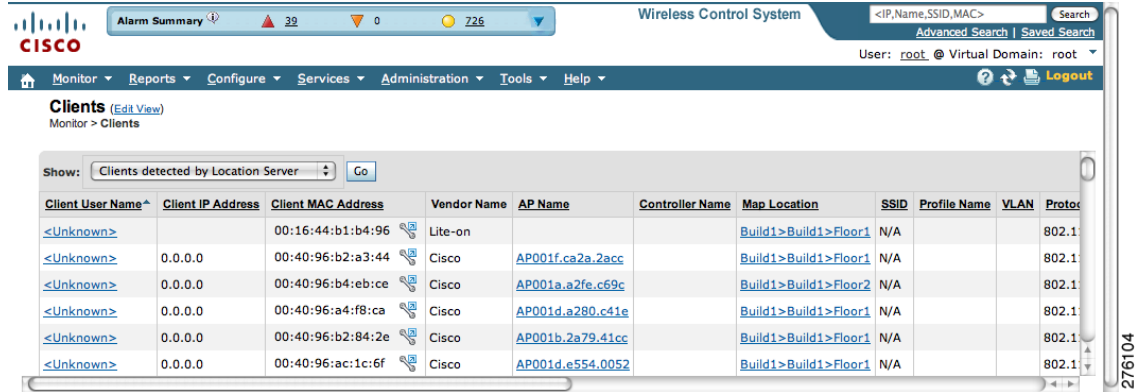 Alarm Summary 39 0 726
Wireless Control System
<IP,Name,SSID,MAC> Search
Advanced Search | Saved Search
CISCO
User: root @ Virtual Domain: root
Monitor Reports Configure Services Administration Tools Help Logout
Clients (Edit View)
Monitor > Clients
Show: Clients detected by Location Server Go
Client User Name Client IP Address Client MAC Address Vendor Name AP Name Controller Name Map Location SSID Profile Name VLAN Protoc
<Unknown> 00:16:44:b1:b4:96 Lite-on Build1>Build1>Floor1 N/A 802.1
<Unknown> 0.0.0.0 00:40:96:b2:a3:44 Cisco AP001f.ca2a.2acc Build1>Build1>Floor1 N/A 802.1
<Unknown> 0.0.0.0 00:40:96:b4:eb:ce Cisco AP001a.a2fe.c69c Build1>Build1>Floor2 N/A 802.1
<Unknown> 0.0.0.0 00:40:96:a4:f8:ca Cisco AP001d.a280.c41e Build1>Build1>Floor1 N/A 802.1
<Unknown> 0.0.0.0 00:40:96:b2:84:2e Cisco AP001b.2a79.41cc Build1>Build1>Floor1 N/A 802.1
<Unknown> 0.0.0.0 00:40:96:ac:1c:6f Cisco AP001d.e554.0052 Build1>Build1>Floor1 N/A 802.1
276104